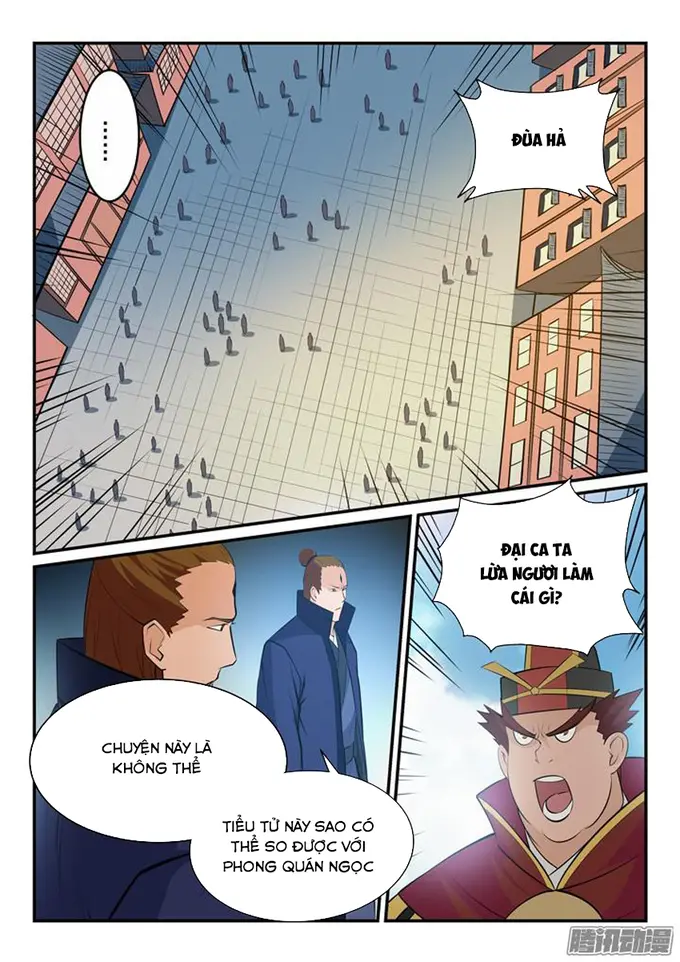 ......
ĐÙA HẢ
ĐẠI CA TA
LỪA NGƯƠI LÀM
CÁI GÌ?
CHUYỆN NÀY LÀ
KHÔNG THỂ
TIỂU TỬ NÀY SAO CÓ
THỂ SO ĐƯỢC VỚI
PHONG QUÁN NGỌC
腾讯动漫